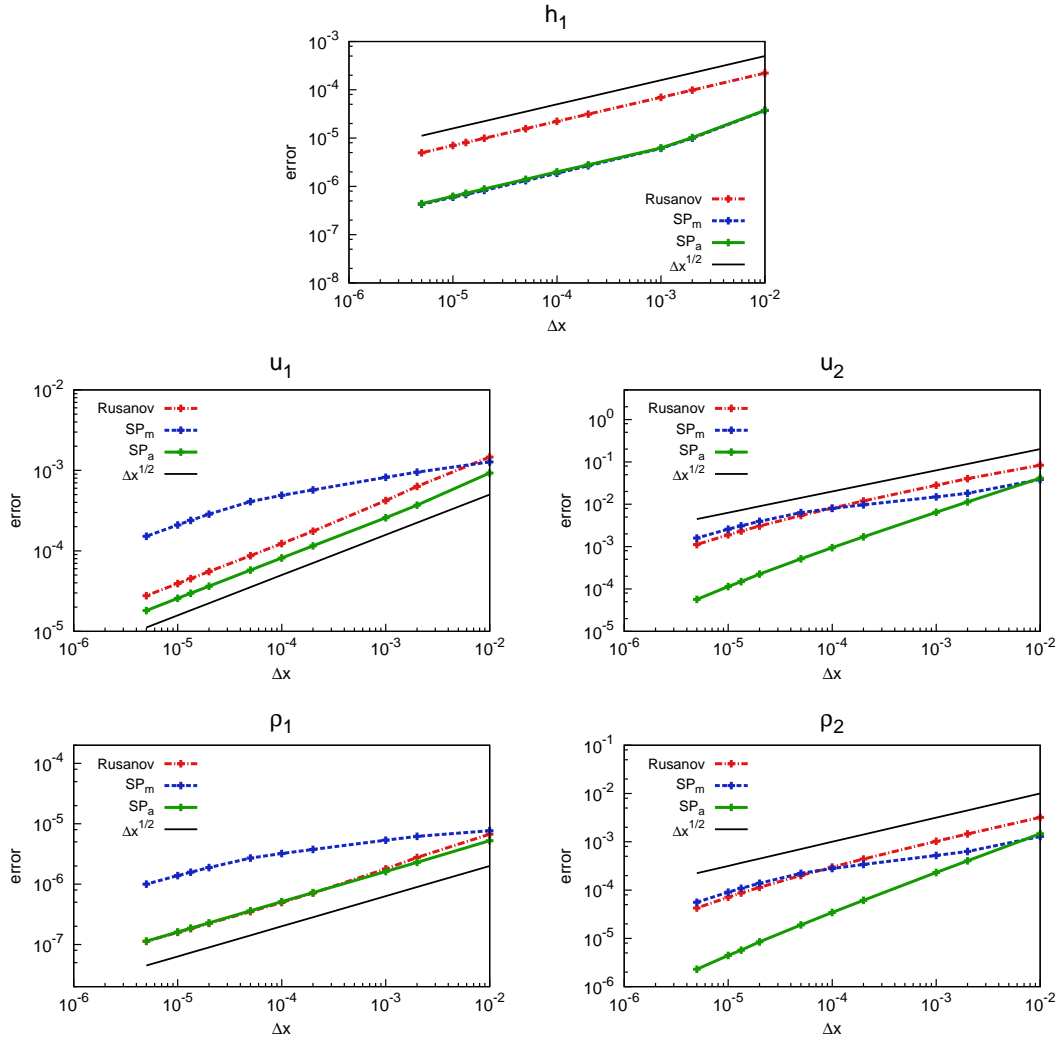 h₁
10⁻³
10⁻⁴
10⁻⁵
10⁻⁶
10⁻⁷
10⁻⁸
error
Rusanov
SPₘ
SPₐ
Δx^1/2
10⁻⁶ 10⁻⁵ 10⁻⁴ 10⁻³ 10⁻²
Δx
u₁
10⁻²
10⁻³
10⁻⁴
10⁻⁵
error
Rusanov
SPₘ
SPₐ
Δx^1/2
10⁻⁶ 10⁻⁵ 10⁻⁴ 10⁻³ 10⁻²
Δx
u₂
10⁰
10⁻¹
10⁻²
10⁻³
10⁻⁴
10⁻⁵
error
Rusanov
SPₘ
SPₐ
Δx^1/2
10⁻⁶ 10⁻⁵ 10⁻⁴ 10⁻³ 10⁻²
Δx
ρ₁
10⁻⁴
10⁻⁵
10⁻⁶
10⁻⁷
error
Rusanov
SPₘ
SPₐ
Δx^1/2
10⁻⁶ 10⁻⁵ 10⁻⁴ 10⁻³ 10⁻²
Δx
ρ₂
10⁻¹
10⁻²
10⁻³
10⁻⁴
10⁻⁵
10⁻⁶
error
Rusanov
SPₘ
SPₐ
Δx^1/2
10⁻⁶ 10⁻⁵ 10⁻⁴ 10⁻³ 10⁻²
Δx